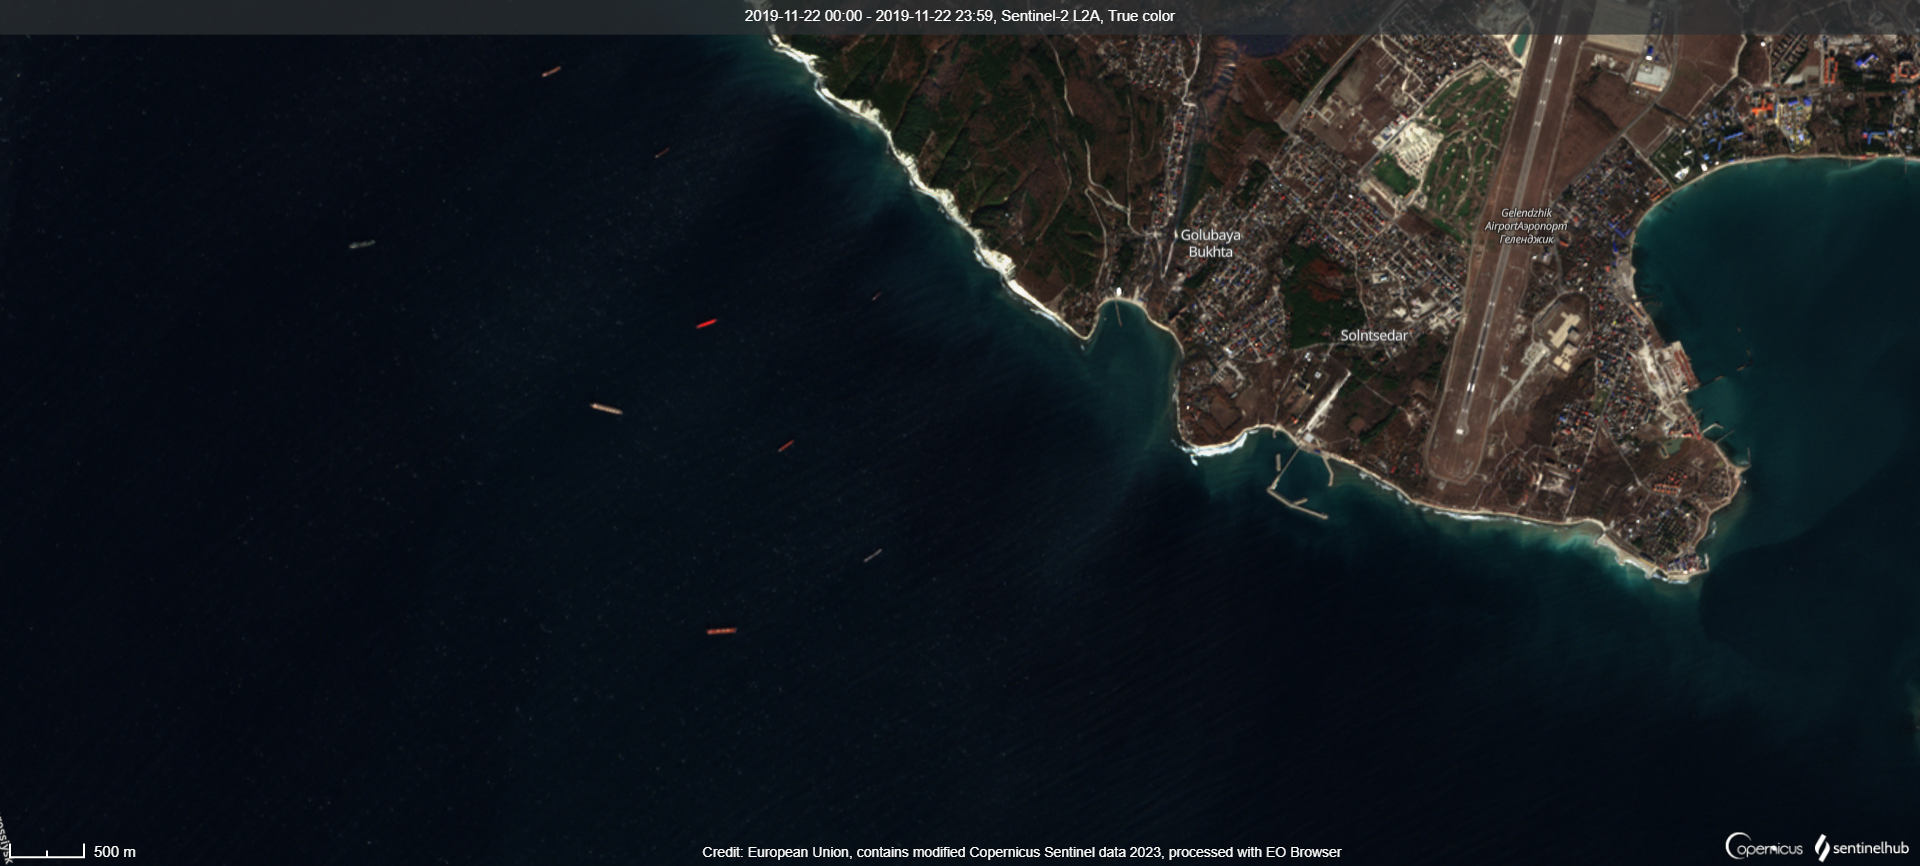 2019-11-22 00:00 - 2019-11-22 23:59, Sentinel-2 L2A, True color
Gelendzhik
AirportАэропорт
Геленджик
Golubaya
Bukhta
Solntsedar
500 m
Credit: European Union, contains modified Copernicus Sentinel data 2023, processed with EO Browser
Copernicus
sentinelhub